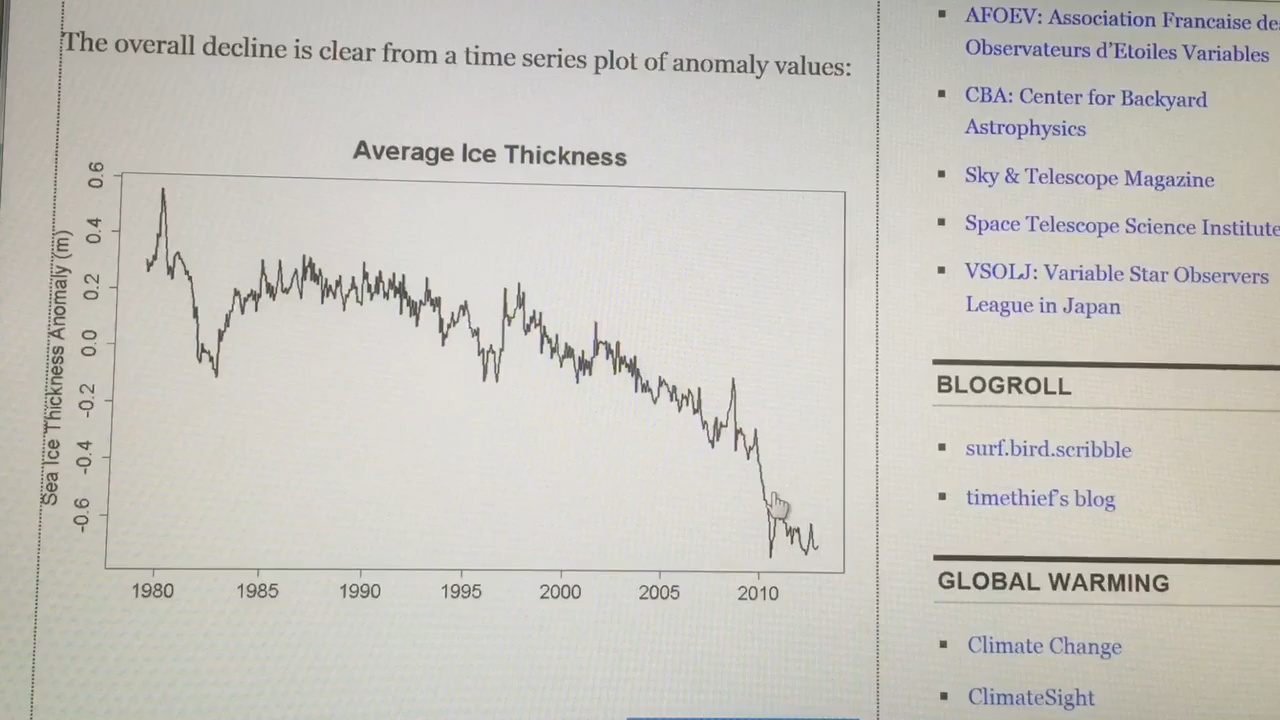 The overall decline is clear from a time series plot of anomaly values:
Average Ice Thickness
Sea Ice Thickness Anomaly (m)
0.6
0.4
0.2
0.0
-0.2
-0.4
-0.6
1980 1985 1990 1995 2000 2005 2010
AFOEV: Association Francaise de
Observateurs d'Etoiles Variables
CBA: Center for Backyard
Astrophysics
Sky & Telescope Magazine
Space Telescope Science Institute
VSOLJ: Variable Star Observers
League in Japan
BLOGROLL
surf.bird.scribble
timethief's blog
GLOBAL WARMING
Climate Change
ClimateSight